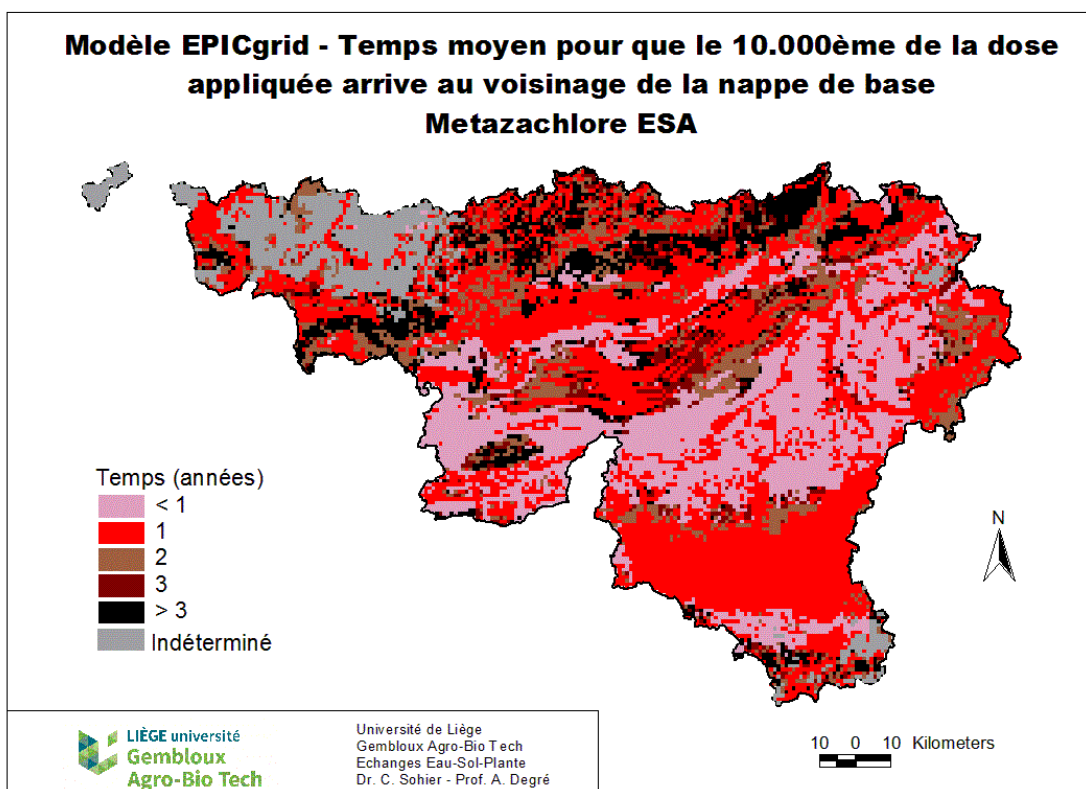 Modèle EPICgrid - Temps moyen pour que le 10.000ème de la dose
appliquée arrive au voisinage de la nappe de base
Metazachlore ESA
Temps (années)
< 1
1
2
3
> 3
Indéterminé
N
10 0 10 Kilometers
LIÈGE université
Gembloux
Agro-Bio Tech
Université de Liège
Gembloux Agro-Bio Tech
Echanges Eau-Sol-Plante
Dr. C. Sohier - Prof. A. Degré